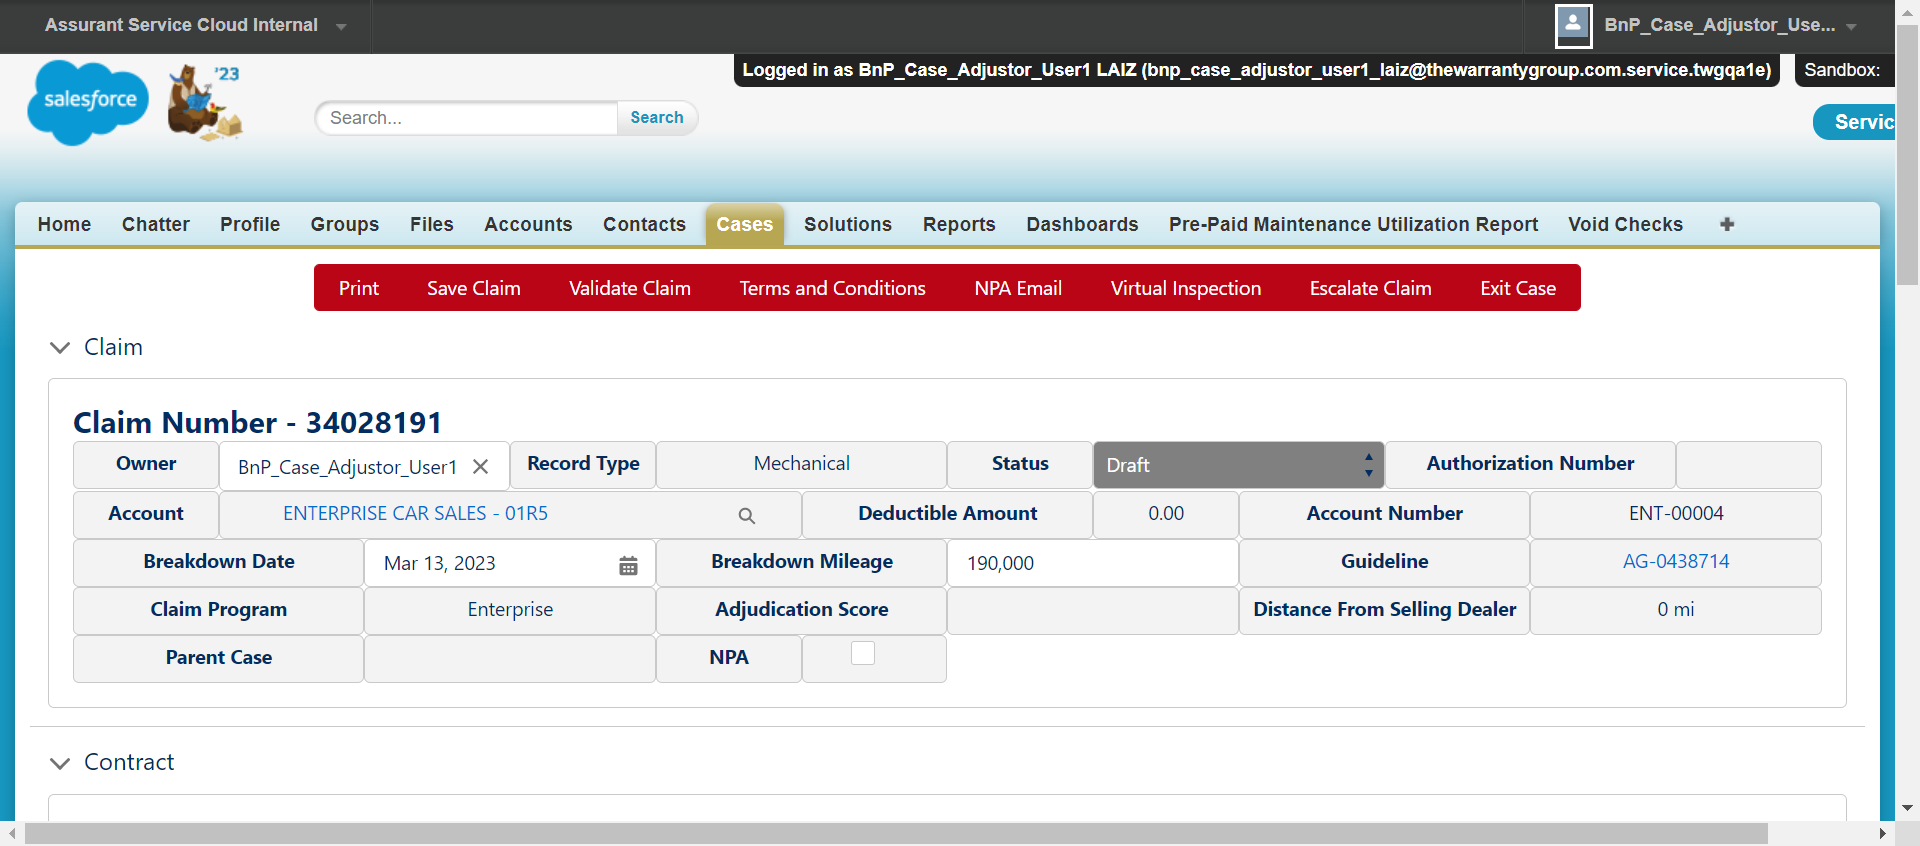 Assurant Service Cloud Internal
BnP_Case_Adjustor_Use...
Logged in as BnP_Case_Adjustor_User1 LAIZ (bnp_case_adjustor_user1_laiz@thewarrantygroup.com.service.twgqa1e)
Sandbox:
salesforce
'23
Search...
Search
Servic
Home Chatter Profile Groups Files Accounts Contacts Cases Solutions Reports Dashboards Pre-Paid Maintenance Utilization Report Void Checks
Print Save Claim Validate Claim Terms and Conditions NPA Email Virtual Inspection Escalate Claim Exit Case
Claim
Claim Number - 34028191
Owner BnP_Case_Adjustor_User1 Record Type Mechanical Status Draft Authorization Number
Account ENTERPRISE CAR SALES - 01R5 Deductible Amount 0.00 Account Number ENT-00004
Breakdown Date Mar 13, 2023 Breakdown Mileage 190,000 Guideline AG-0438714
Claim Program Enterprise Adjudication Score Distance From Selling Dealer 0 mi
Parent Case NPA
Contract